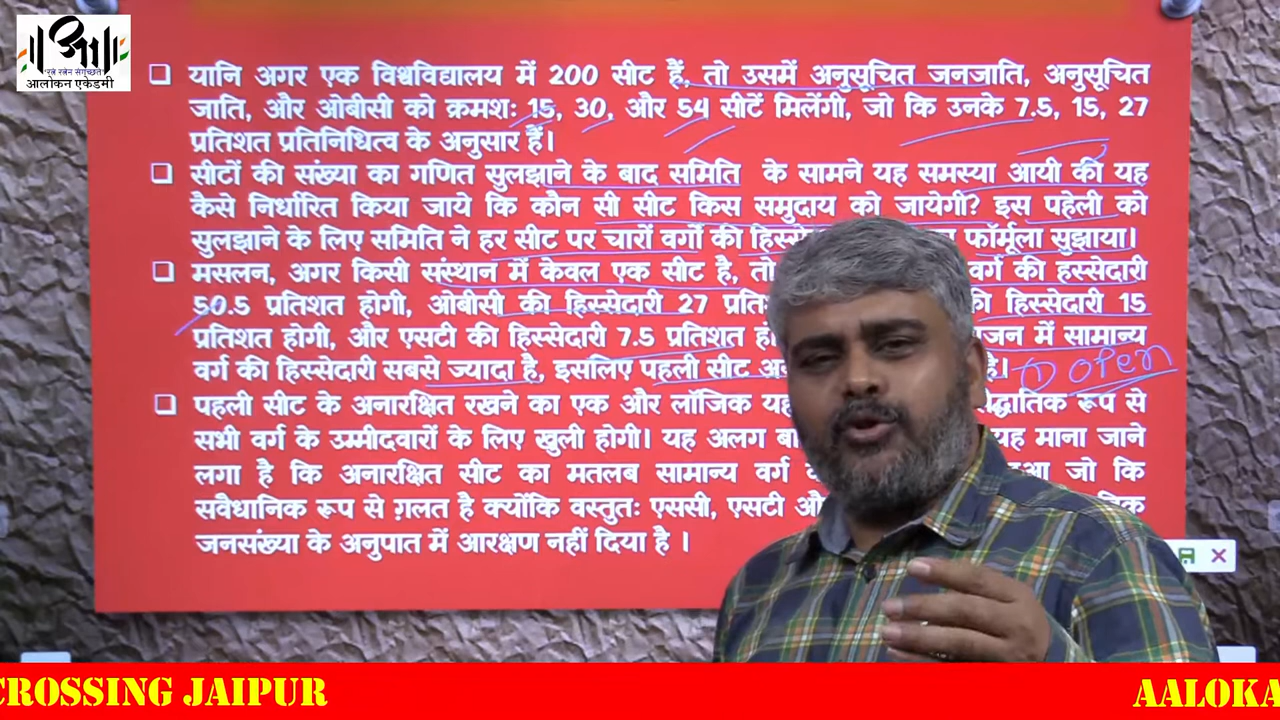 आ
रत्ने रत्नेन संगच्छते
आलोकन एकेडमी
❑ यानि अगर एक विश्वविद्यालय में 200 सीट हैं, तो उसमें अनुसूचित जनजाति, अनुसूचित
जाति, और ओबीसी को क्रमशः 15, 30, और 54 सीटें मिलेंगी, जो कि उनके 7.5, 15, 27
प्रतिशत प्रतिनिधित्व के अनुसार हैं।
❑ सीटों की संख्या का गणित सुलझाने के बाद समिति के सामने यह समस्या आयी की यह
कैसे निर्धारित किया जाये कि कौन सी सीट किस समुदाय को जायेगी? इस पहेली को
सुलझाने के लिए समिति ने हर सीट पर चारों वर्गों की फॉर्मूला सुझाया।
❑ मसलन, अगर किसी संस्थान में केवल एक सीट है, तो वर्ग की हस्सेदारी
50.5 प्रतिशत होगी, ओबीसी की हिस्सेदारी 27 की हिस्सेदारी 15
प्रतिशत होगी, और एसटी की हिस्सेदारी 7.5 प्रतिशत में सामान्य
वर्ग की हिस्सेदारी सबसे ज्यादा है, इसलिए पहली सीट है। ① open
❑ पहली सीट के अनारक्षित रखने का एक और लॉजिक रूप से
सभी वर्ग के उम्मीदवारों के लिए खुली होगी। यह अलग यह माना जाने
लगा है कि अनारक्षित सीट का मतलब सामान्य वर्ग जो कि
सवैधानिक रूप से ग़लत है क्योंकि वस्तुतः एससी, एसटी
जनसंख्या के अनुपात में आरक्षण नहीं दिया है ।
CROSSING JAIPUR AALOKA